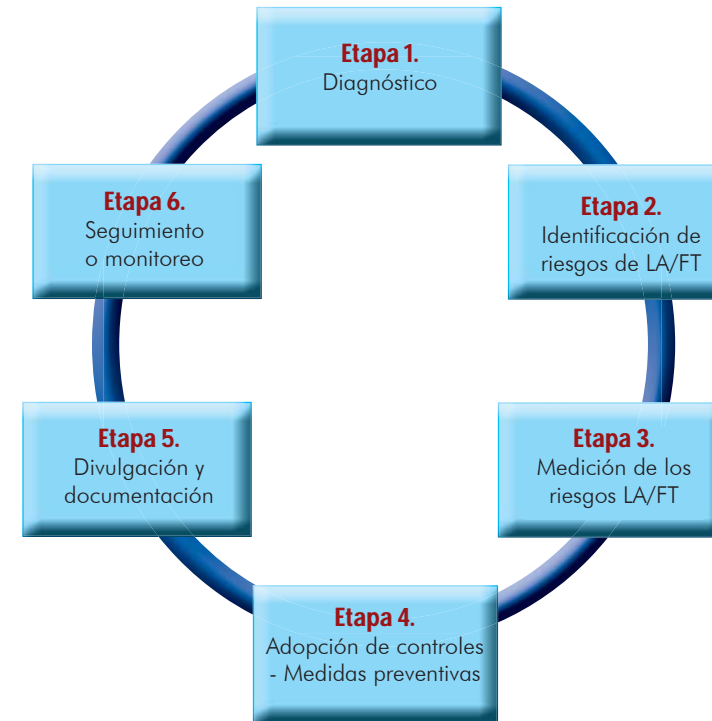 Etapa 1.
Diagnóstico
Etapa 2.
Identificación de
riesgos de LA/FT
Etapa 3.
Medición de los
riesgos LA/FT
Etapa 4.
Adopción de controles
- Medidas preventivas
Etapa 5.
Divulgación y
documentación
Etapa 6.
Seguimiento
o monitoreo